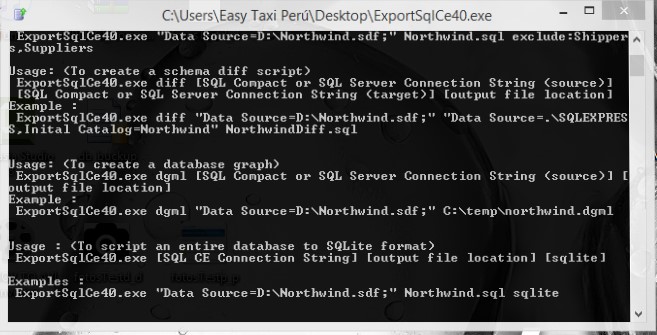 C:\Users\Easy Taxi Perú\Desktop\ExportSqlCe40.exe
ExportSqlCe40.exe "Data Source=D:\Northwind.sdf;" Northwind.sql exclude:Shipper
s,Suppliers
Usage: (To create a schema diff script)
ExportSqlCe40.exe diff [SQL Compact or SQL Server Connection String (source)]
[SQL Compact or SQL Server Connection String (target)] [output file location]
Example :
ExportSqlCe40.exe diff "Data Source=D:\Northwind.sdf;" "Data Source=.\SQLEXPRES
S,Inital Catalog=Northwind" NorthwindDiff.sql
Usage: (To create a database graph)
ExportSqlCe40.exe dgml [SQL Compact or SQL Server Connection String (source)] [
output file location]
Example :
ExportSqlCe40.exe dgml "Data Source=D:\Northwind.sdf;" C:\temp\northwind.dgml
Usage : (To script an entire database to SQLite format)
ExportSqlCe40.exe [SQL CE Connection String] [output file location] [sqlite]
Examples :
ExportSqlCe40.exe "Data Source=D:\Northwind.sdf;" Northwind.sql sqlite